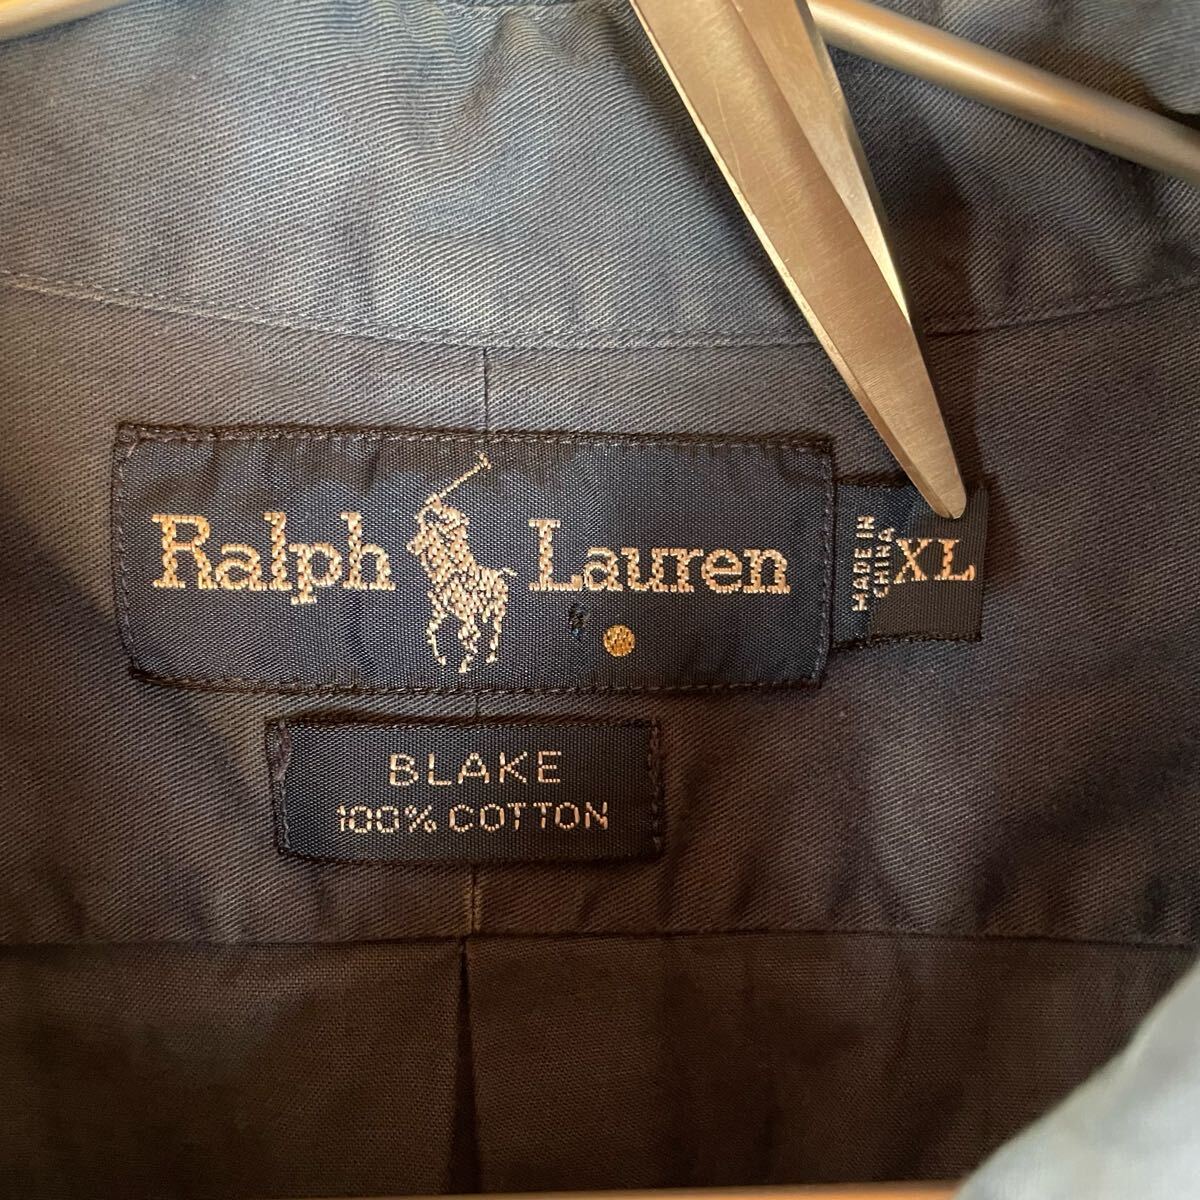 Ralph Lauren
MADE IN
CHINA
XL
BLAKE
100% COTTON